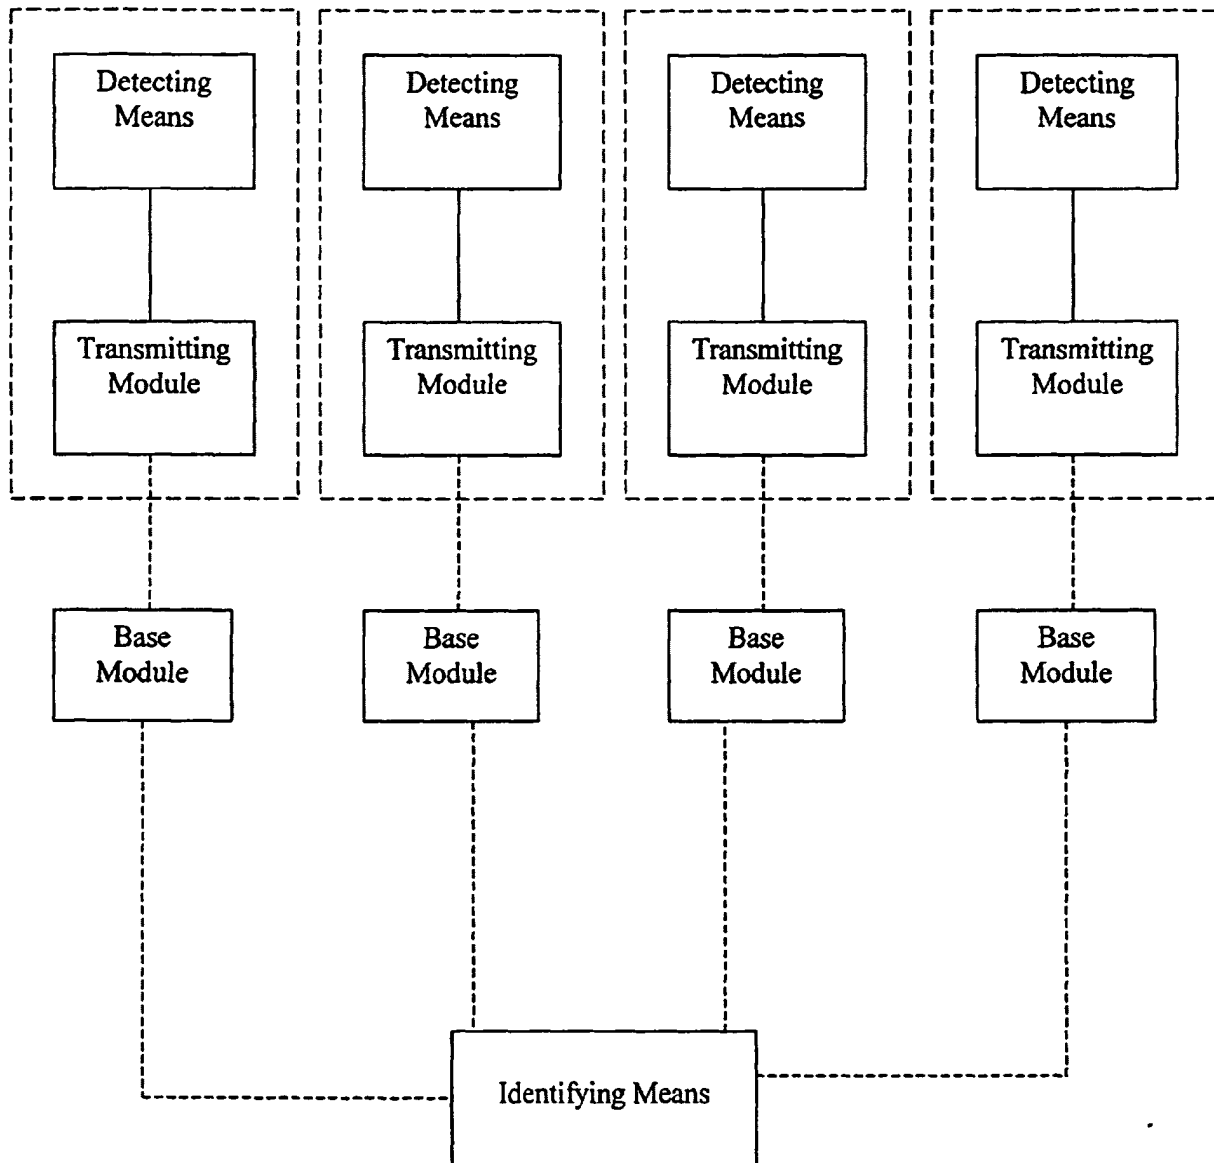 Detecting
Means
Detecting
Means
Detecting
Means
Detecting
Means
Transmitting
Module
Transmitting
Module
Transmitting
Module
Transmitting
Module
Base
Module
Base
Module
Base
Module
Base
Module
Identifying Means